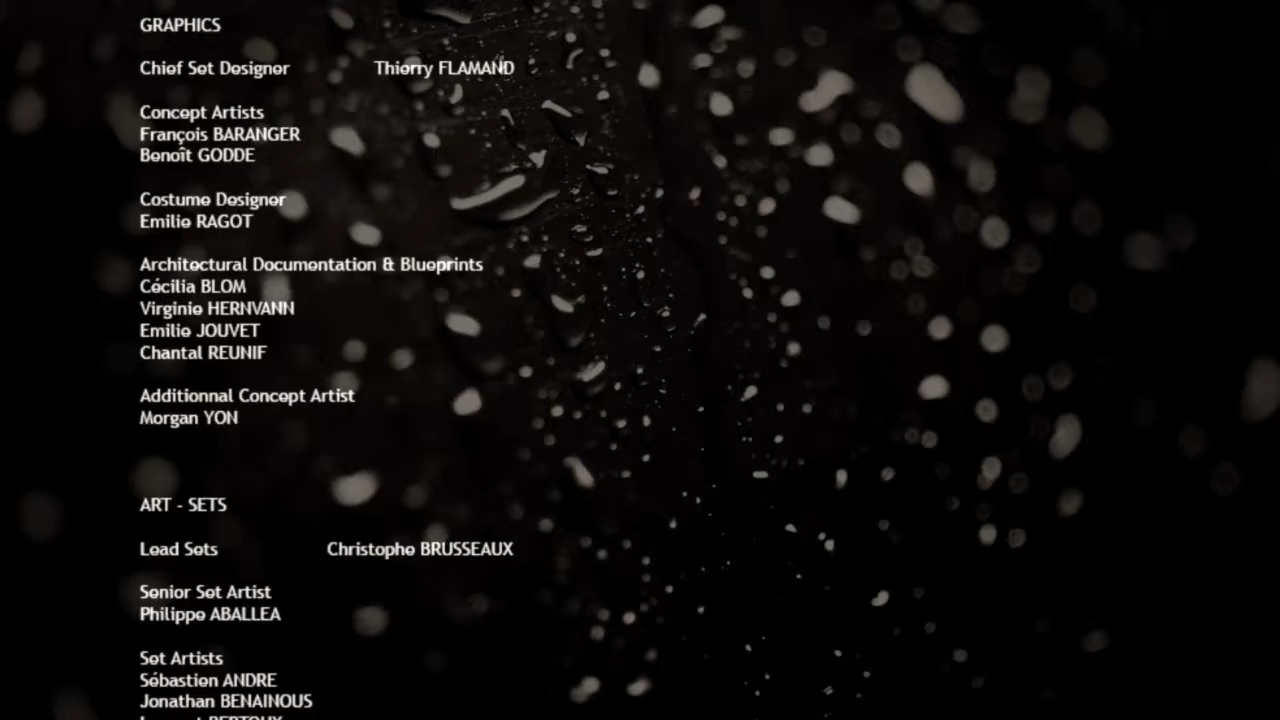 GRAPHICS
Chief Set Designer Thierry FLAMAND
Concept Artists
François BARANGER
Benoît GODDE
Costume Designer
Emilie RAGOT
Architectural Documentation & Blueprints
Cécilia BLOM
Virginie HERNVANN
Emilie JOUVET
Chantal REUNIF
Additionnal Concept Artist
Morgan YON
ART - SETS
Lead Sets Christophe BRUSSEAUX
Senior Set Artist
Philippe ABALLEA
Set Artists
Sébastien ANDRE
Jonathan BENAINOUS